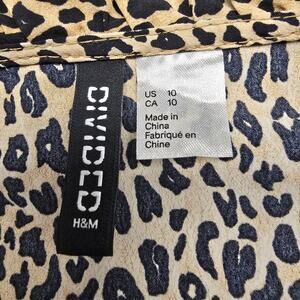 DIVIDED
H&M
US 10
CA 10
Made in
China
Fabriqué en
Chine